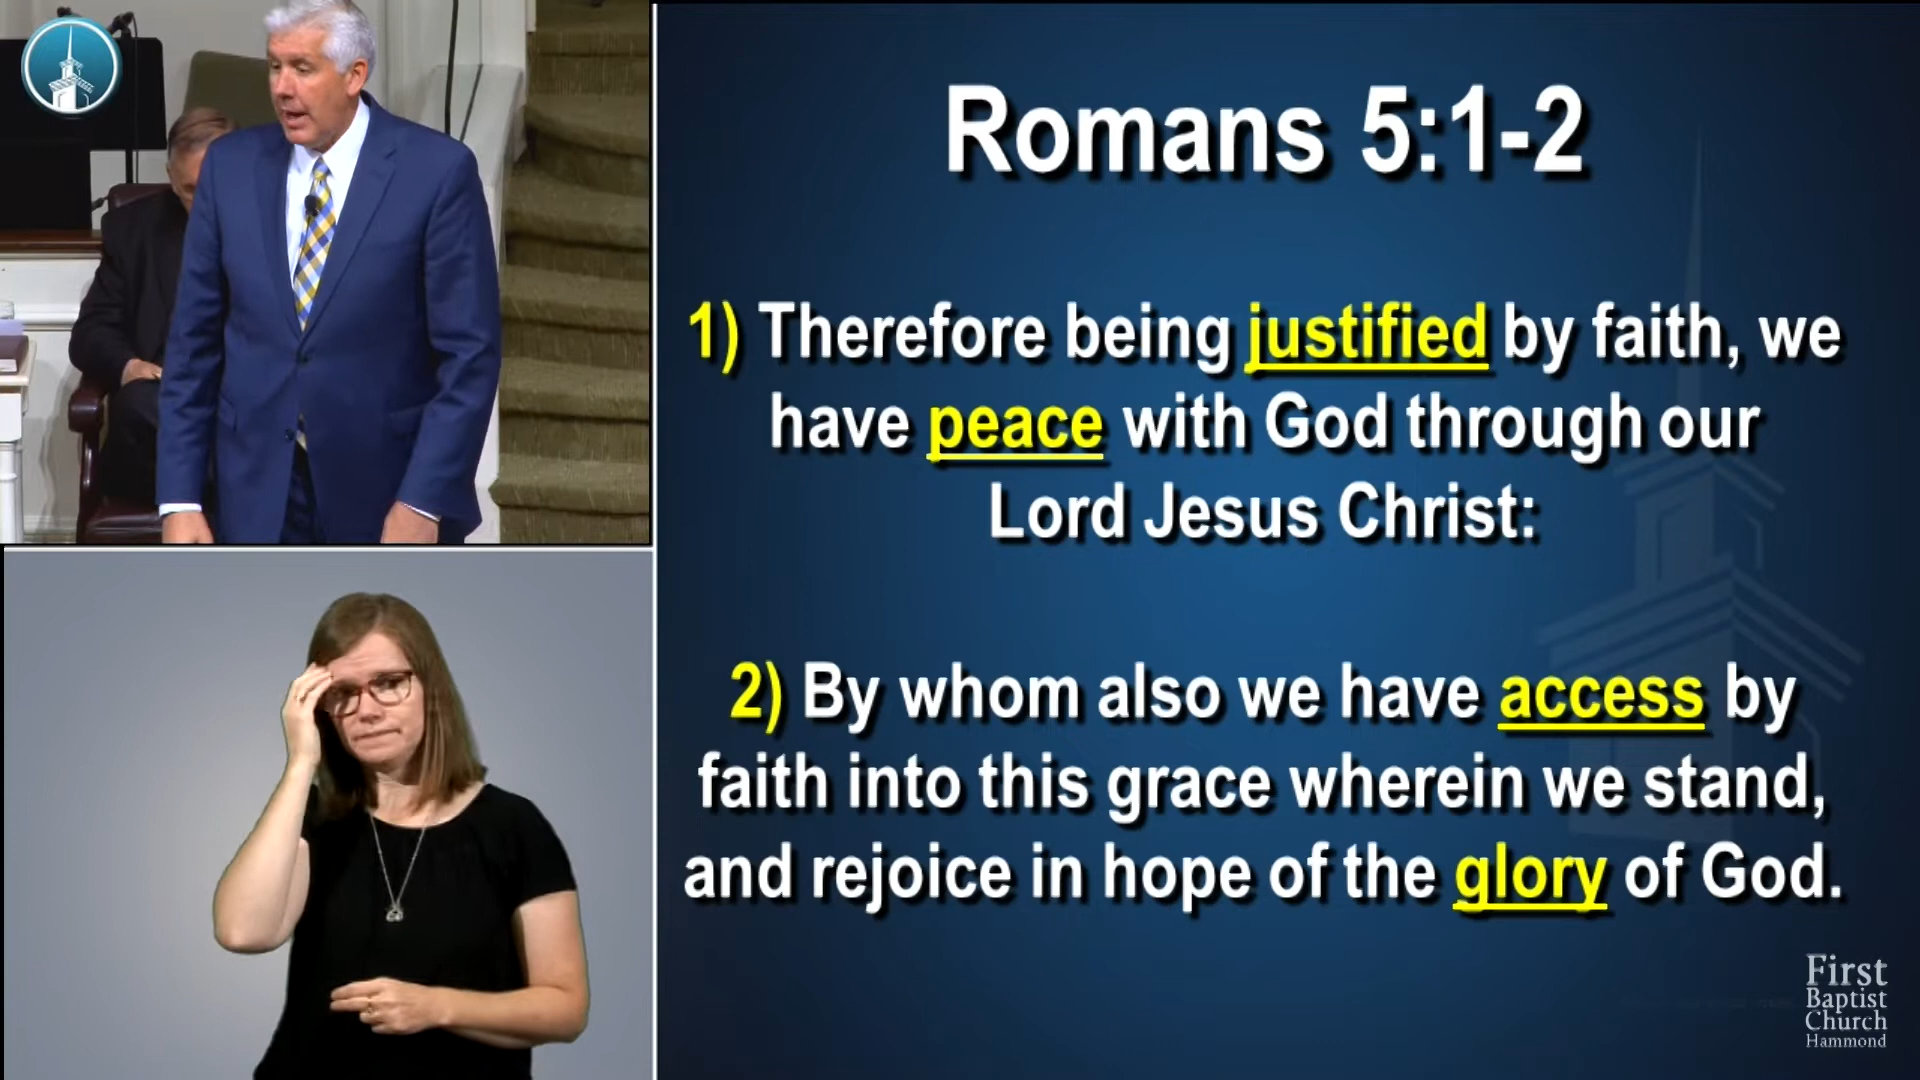 Romans 5:1-2
1) Therefore being justified by faith, we
have peace with God through our
Lord Jesus Christ:
2) By whom also we have access by
faith into this grace wherein we stand,
and rejoice in hope of the glory of God.
First
Baptist
Church
Hammond